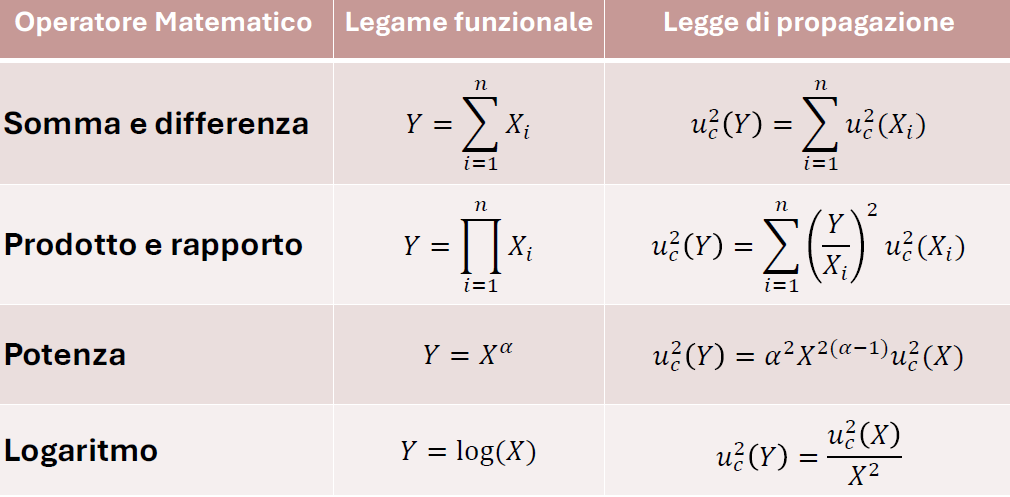 Operatore Matematico Legame funzionale Legge di propagazione
Somma e differenza $Y = \sum_{i=1}^{n} X_i$ $u_c^2(Y) = \sum_{i=1}^{n} u_c^2(X_i)$
Prodotto e rapporto $Y = \prod_{i=1}^{n} X_i$ $u_c^2(Y) = \sum_{i=1}^{n} \left(\frac{Y}{X_i}\right)^2 u_c^2(X_i)$
Potenza $Y = X^{\alpha}$ $u_c^2(Y) = \alpha^2 X^{2(\alpha-1)} u_c^2(X)$
Logaritmo $Y = \log(X)$ $u_c^2(Y) = \frac{u_c^2(X)}{X^2}$